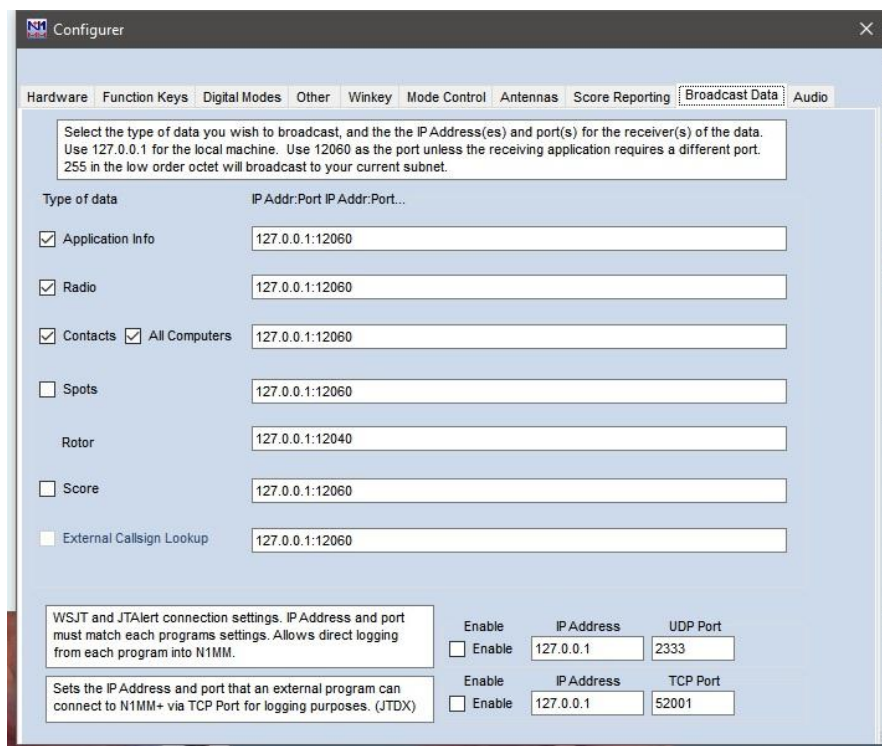 N1MM
Configurer
Hardware Function Keys Digital Modes Other Winkey Mode Control Antennas Score Reporting Broadcast Data Audio
Select the type of data you wish to broadcast, and the the IP Address(es) and port(s) for the receiver(s) of the data.
Use 127.0.0.1 for the local machine. Use 12060 as the port unless the receiving application requires a different port.
255 in the low order octet will broadcast to your current subnet.
Type of data IP Addr:Port IP Addr:Port...
Application Info 127.0.0.1:12060
Radio 127.0.0.1:12060
Contacts All Computers 127.0.0.1:12060
Spots 127.0.0.1:12060
Rotor 127.0.0.1:12040
Score 127.0.0.1:12060
External Callsign Lookup 127.0.0.1:12060
WSJT and JTAlert connection settings. IP Address and port
must match each programs settings. Allows direct logging
from each program into N1MM.
Enable IP Address UDP Port
Enable 127.0.0.1 2333
Sets the IP Address and port that an external program can
connect to N1MM+ via TCP Port for logging purposes. (JTDX)
Enable IP Address TCP Port
Enable 127.0.0.1 52001